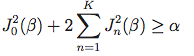 $$J_0^2(\beta) + 2 \sum_{n=1}^{K} J_n^2(\beta) \geq \alpha$$